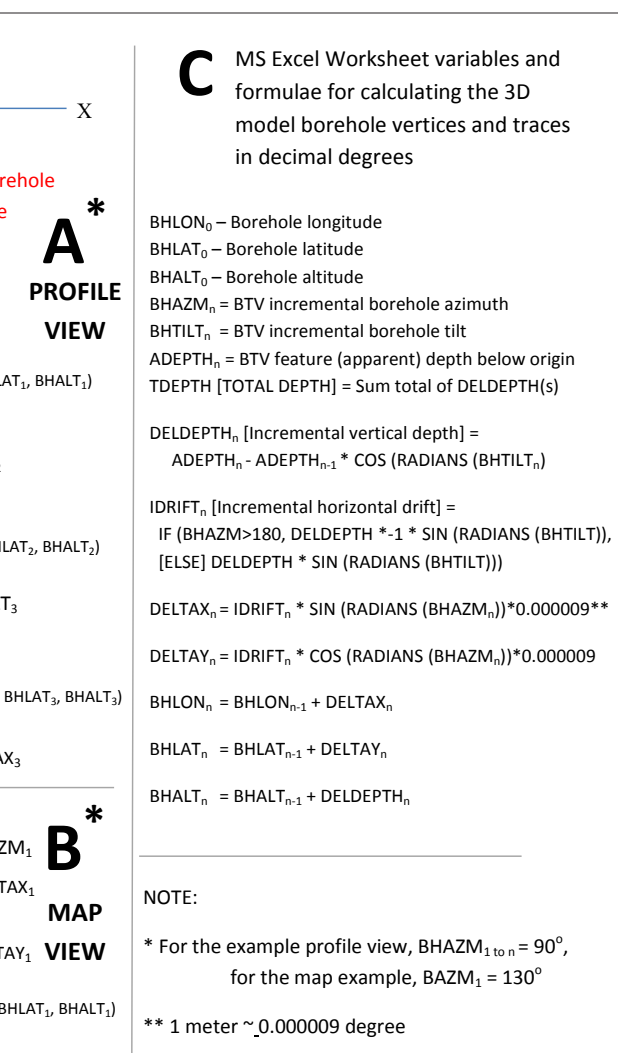 X
rehole
e
A*
PROFILE
VIEW
LAT₁, BHALT₁)
HLAT₂, BHALT₂)
T₃
BHLAT₃, BHALT₃)
AX₃
ZM₁
B*
TAX₁
MAP
TAY₁ VIEW
BHLAT₁, BHALT₁)
C MS Excel Worksheet variables and
formulae for calculating the 3D
model borehole vertices and traces
in decimal degrees
BHLON₀ – Borehole longitude
BHLAT₀ – Borehole latitude
BHALT₀ – Borehole altitude
BHAZMₙ = BTV incremental borehole azimuth
BHTILTₙ = BTV incremental borehole tilt
ADEPTHₙ = BTV feature (apparent) depth below origin
TDEPTH [TOTAL DEPTH] = Sum total of DELDEPTH(s)
DELDEPTHₙ [Incremental vertical depth] =
ADEPTHₙ - ADEPTHₙ₋₁ * COS (RADIANS (BHTILTₙ)
IDRIFTₙ [Incremental horizontal drift] =
IF (BHAZM>180, DELDEPTH *-1 * SIN (RADIANS (BHTILT)),
[ELSE] DELDEPTH * SIN (RADIANS (BHTILT)))
DELTAXₙ = IDRIFTₙ * SIN (RADIANS (BHAZMₙ))*0.000009**
DELTAYₙ = IDRIFTₙ * COS (RADIANS (BHAZMₙ))*0.000009
BHLONₙ = BHLONₙ₋₁ + DELTAXₙ
BHLATₙ = BHLATₙ₋₁ + DELTAYₙ
BHALTₙ = BHALTₙ₋₁ + DELDEPTHₙ
NOTE:
* For the example profile view, BHAZM₁ ₜₒ ₙ = 90°,
for the map example, BAZM₁ = 130°
** 1 meter ~ 0.000009 degree